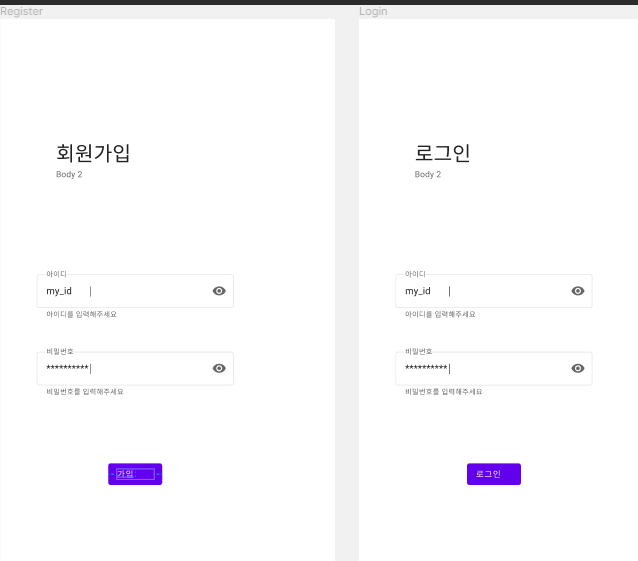 Register
회원가입
Body 2
아이디
my_id
아이디를 입력해주세요
비밀번호
**********
비밀번호를 입력해주세요
가입
Login
로그인
Body 2
아이디
my_id
아이디를 입력해주세요
비밀번호
**********
비밀번호를 입력해주세요
로그인